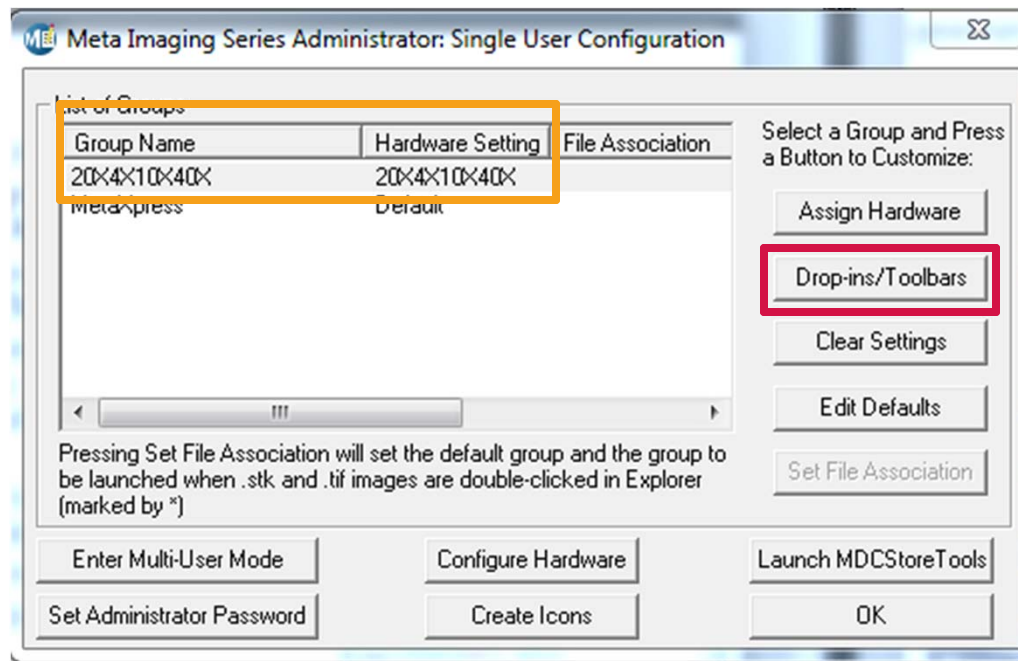 Meta Imaging Series Administrator: Single User Configuration
List of Groups
Group Name Hardware Setting File Association
20X4X10X40X 20X4X10X40X
MetaXpress Default
Select a Group and Press
a Button to Customize:
Assign Hardware
Drop-ins/Toolbars
Clear Settings
Edit Defaults
Set File Association
Pressing Set File Association will set the default group and the group to
be launched when .stk and .tif images are double-clicked in Explorer
(marked by *)
Enter Multi-User Mode Configure Hardware Launch MDCStoreTools
Set Administrator Password Create Icons OK